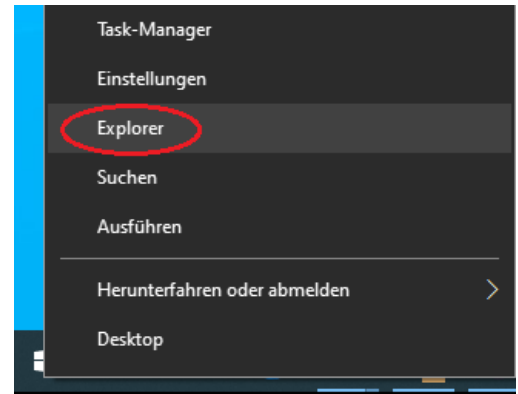 Task-Manager
Einstellungen
Explorer
Suchen
Ausführen
Herunterfahren oder abmelden
Desktop